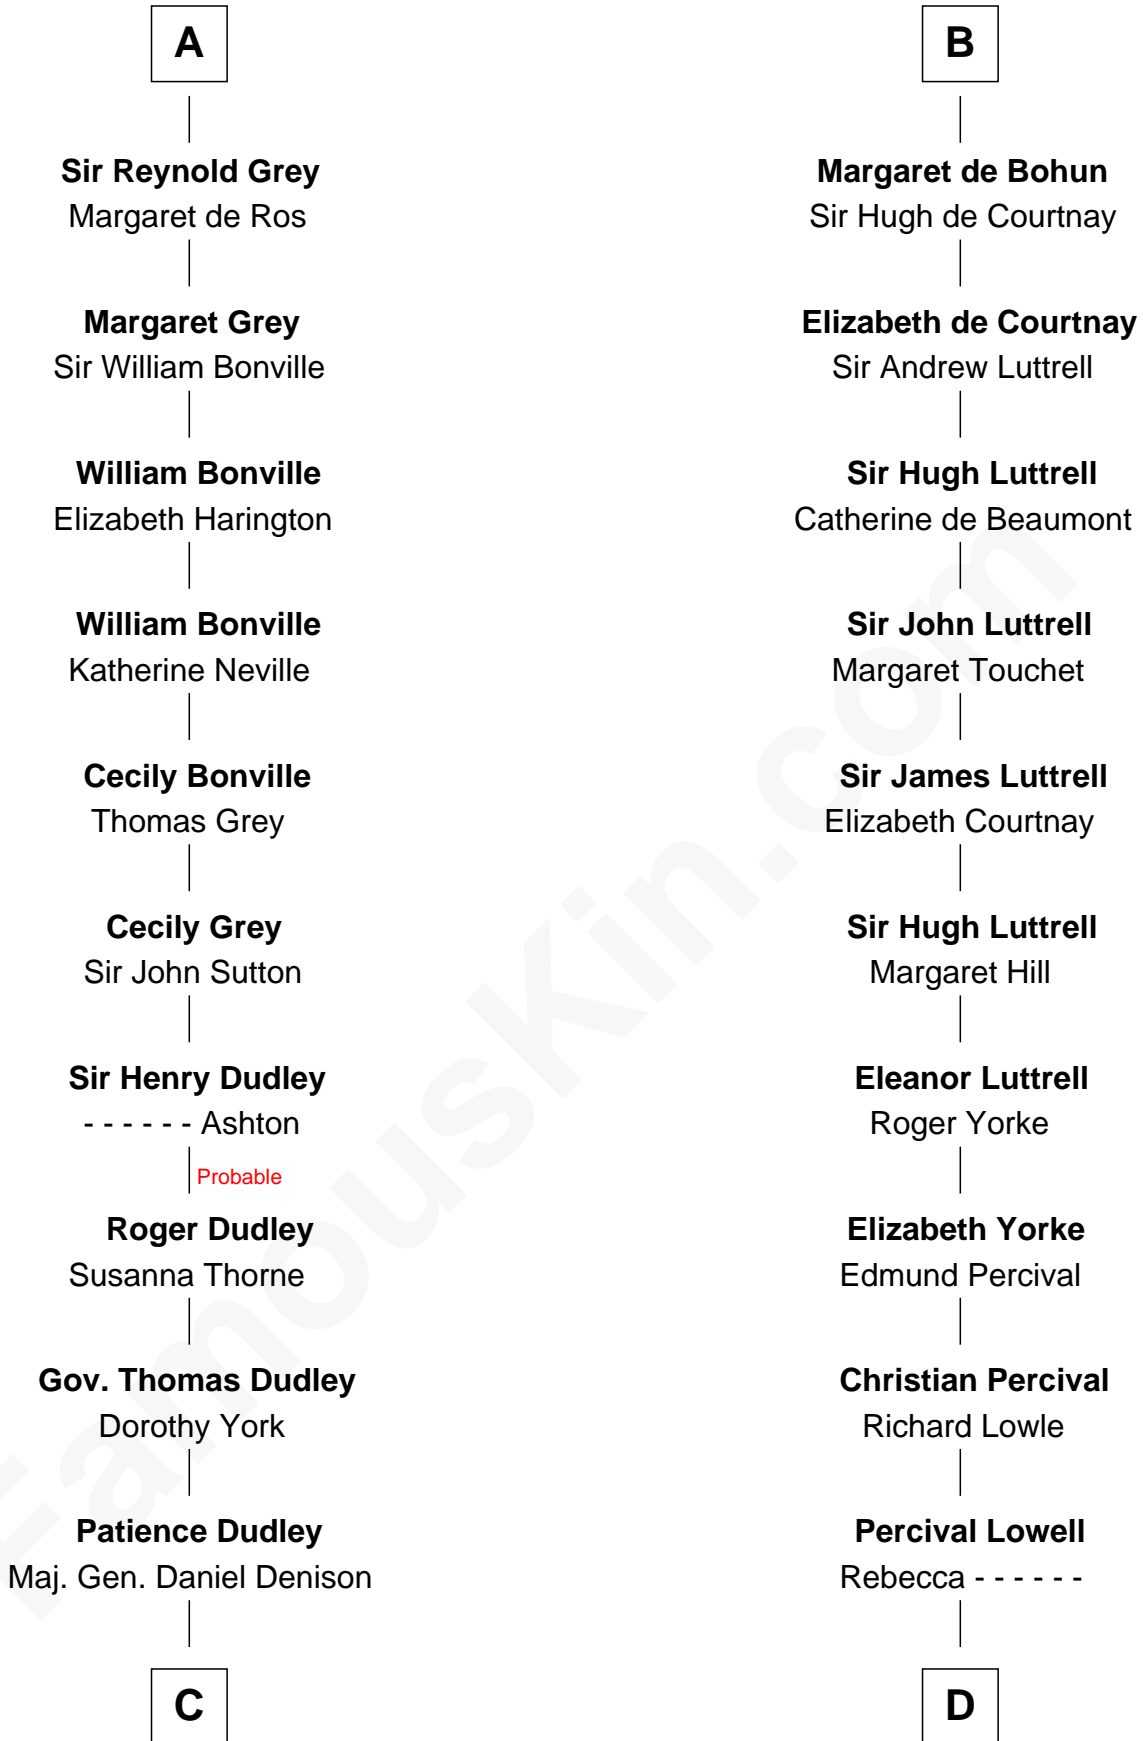 A
Sir Reynold Grey
Margaret de Ros
Margaret Grey
Sir William Bonville
William Bonville
Elizabeth Harington
William Bonville
Katherine Neville
Cecily Bonville
Thomas Grey
Cecily Grey
Sir John Sutton
Sir Henry Dudley
- - - - - - Ashton
Probable
Roger Dudley
Susanna Thorne
Gov. Thomas Dudley
Dorothy York
Patience Dudley
Maj. Gen. Daniel Denison
C
B
Margaret de Bohun
Sir Hugh de Courtnay
Elizabeth de Courtnay
Sir Andrew Luttrell
Sir Hugh Luttrell
Catherine de Beaumont
Sir John Luttrell
Margaret Touchet
Sir James Luttrell
Elizabeth Courtnay
Sir Hugh Luttrell
Margaret Hill
Eleanor Luttrell
Roger Yorke
Elizabeth Yorke
Edmund Percival
Christian Percival
Richard Lowle
Percival Lowell
Rebecca - - - - - -
D
FamousKin.com